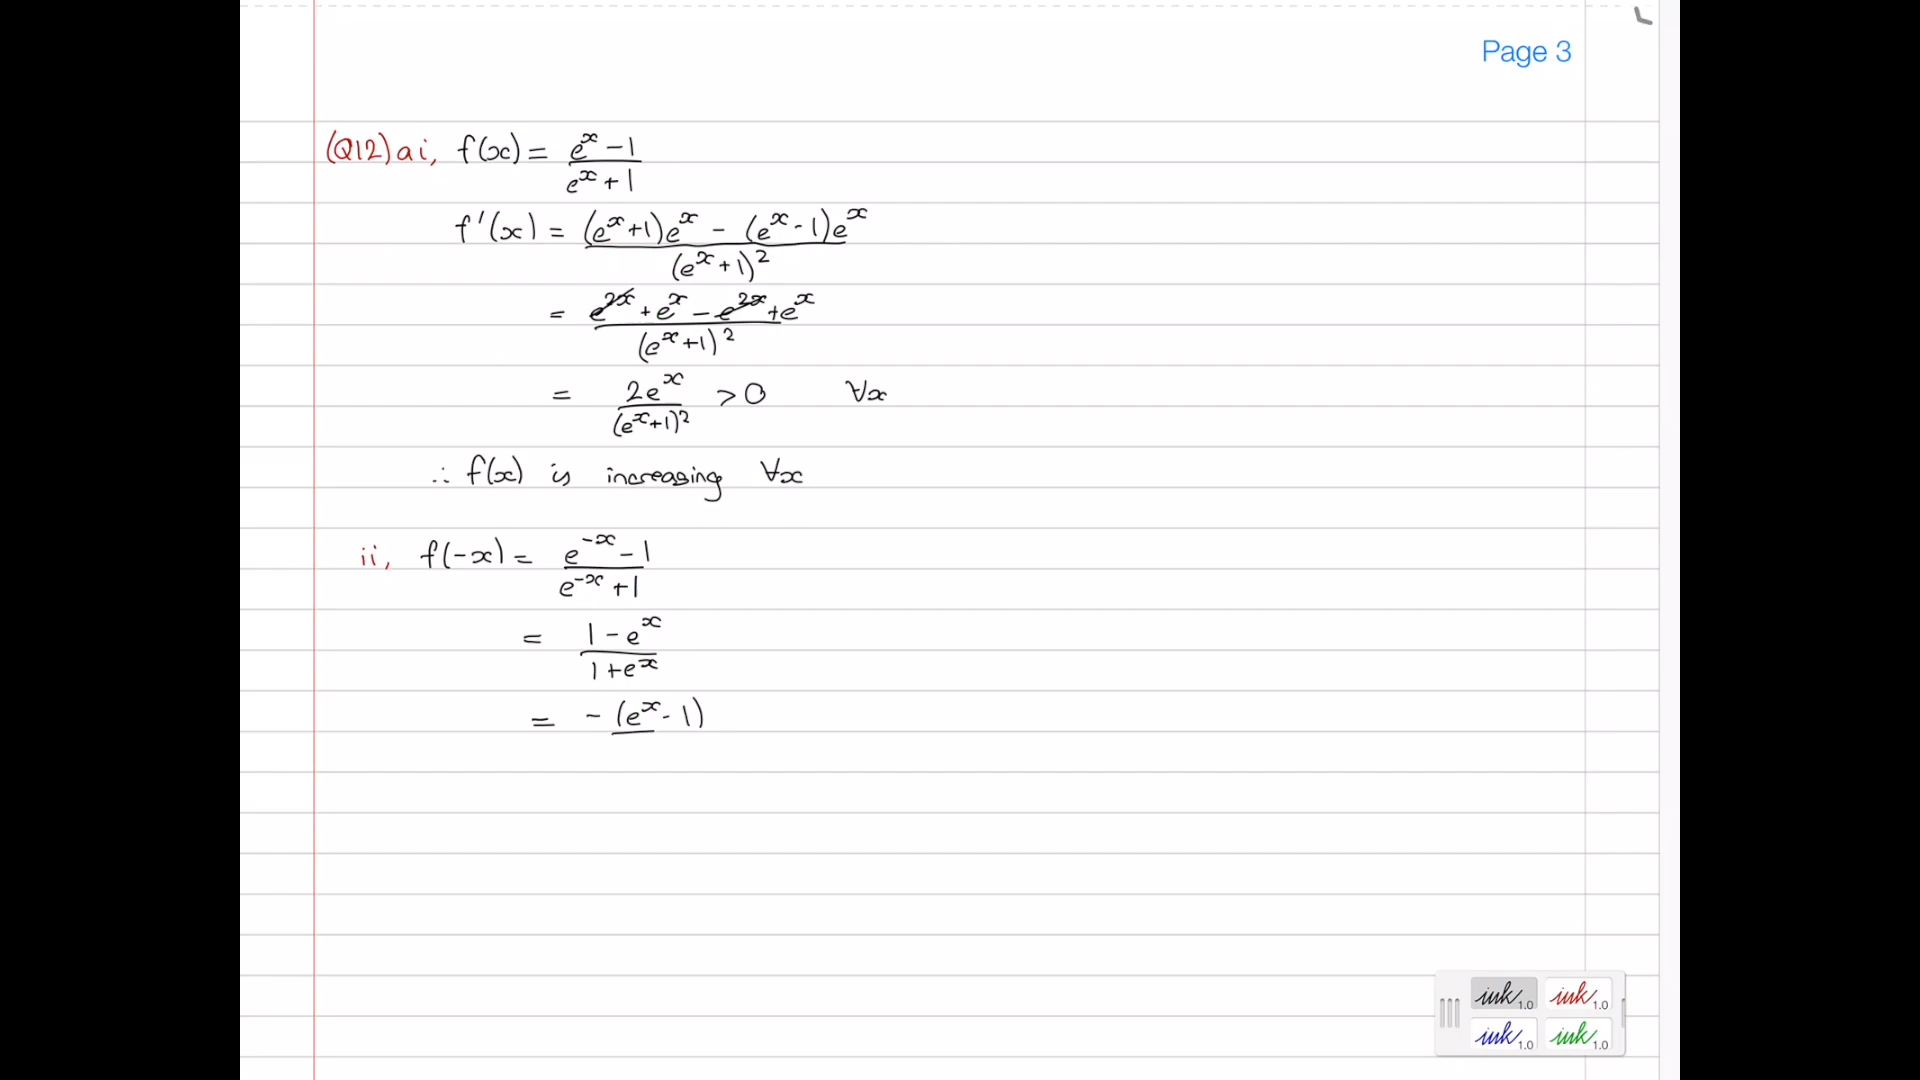 Page 3
(Q12) a i, f(x) = (e^x - 1)/(e^x + 1)
f'(x) = ((e^x + 1)e^x - (e^x - 1)e^x)/(e^x + 1)^2
= (e^2x + e^x - e^2x + e^x)/(e^x + 1)^2
= 2e^x/(e^x + 1)^2 > 0 ∀x
∴ f(x) is increasing ∀x
ii, f(-x) = (e^-x - 1)/(e^-x + 1)
= (1 - e^x)/(1 + e^x)
= -(e^x - 1)
ink 1.0 ink 1.0
ink 1.0 ink 1.0